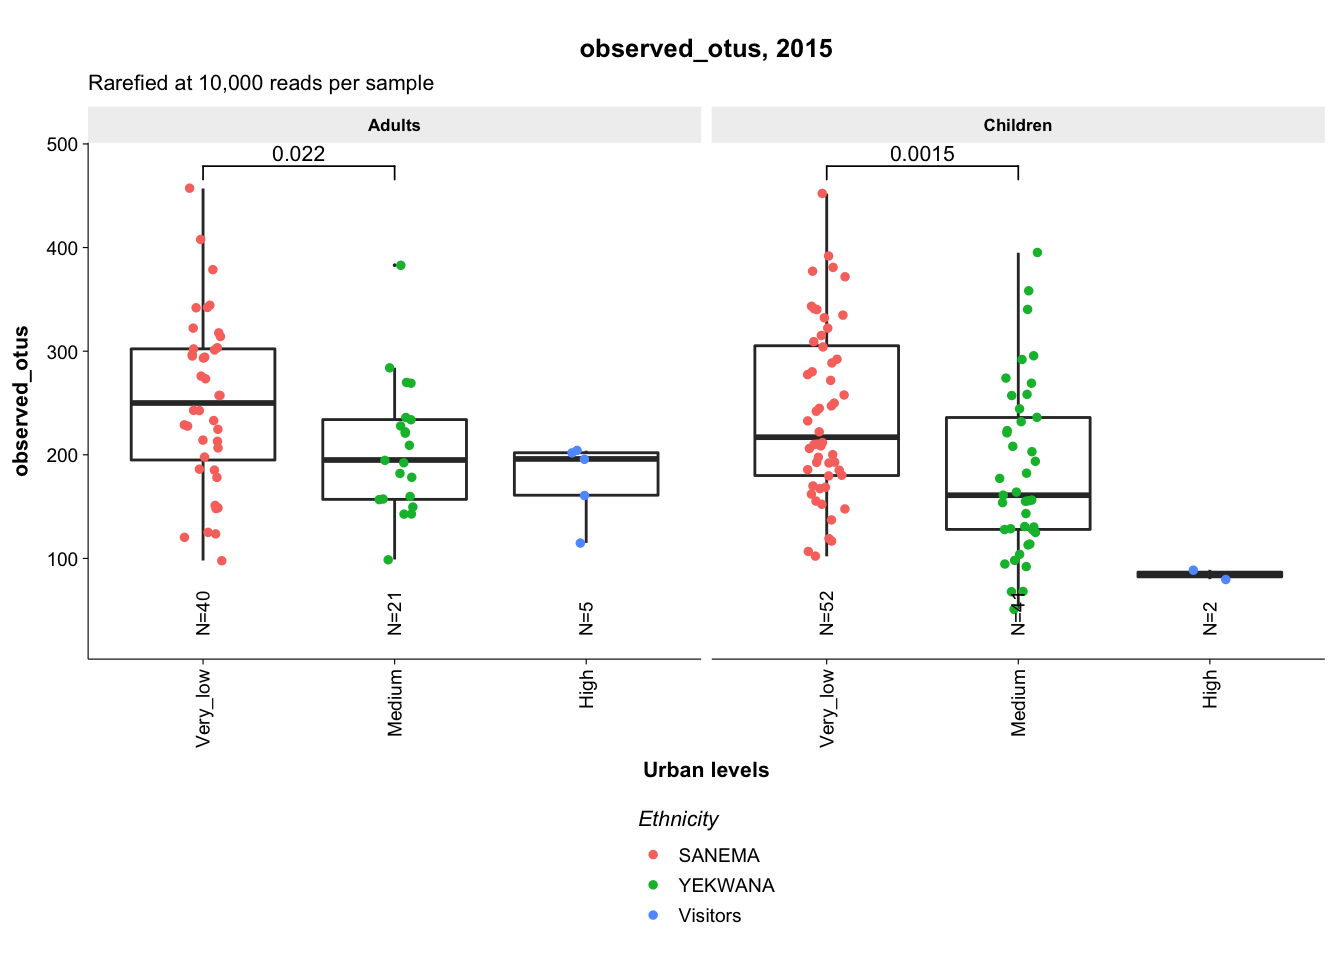 observed_otus, 2015
Rarefied at 10,000 reads per sample
Adults
Children
observed_otus
500
400
300
200
100
0.022
0.0015
N=40
N=21
N=5
N=52
N=41
N=2
Very_low
Medium
High
Very_low
Medium
High
Urban levels
Ethnicity
SANEMA
YEKWANA
Visitors